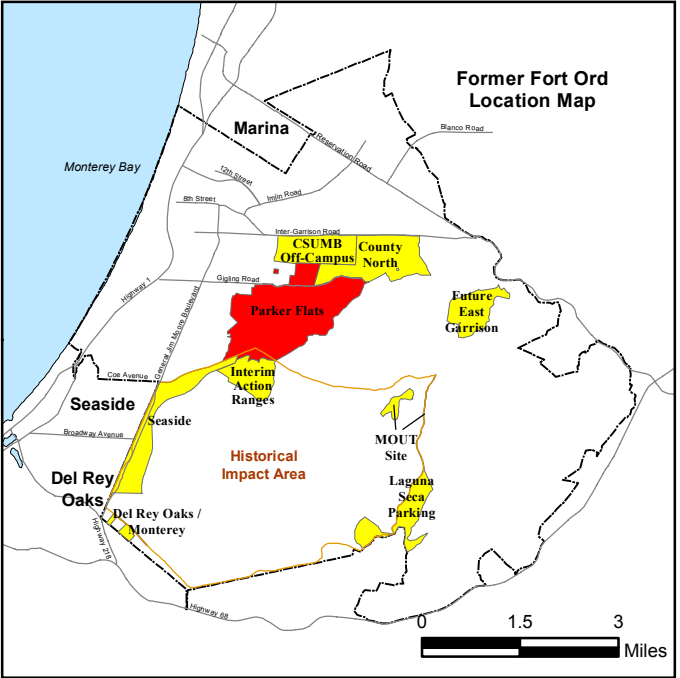 Former Fort Ord
Location Map
Marina
Blanco Road
Reservation Road
Monterey Bay
12th Street
Imjin Road
8th Street
Inter-Garrison Road
CSUMB
Off-Campus
County
North
Gigling Road
Highway 1
General Jim Moore Boulevard
Parker Flats
Future
East
Garrison
Coe Avenue
Interim
Action
Ranges
Seaside
Seaside
Broadway Avenue
MOUT
Site
Historical
Impact Area
Del Rey
Oaks
Laguna
Seca
Parking
Del Rey Oaks /
Monterey
Highway 218
Highway 68
0 1.5 3
Miles